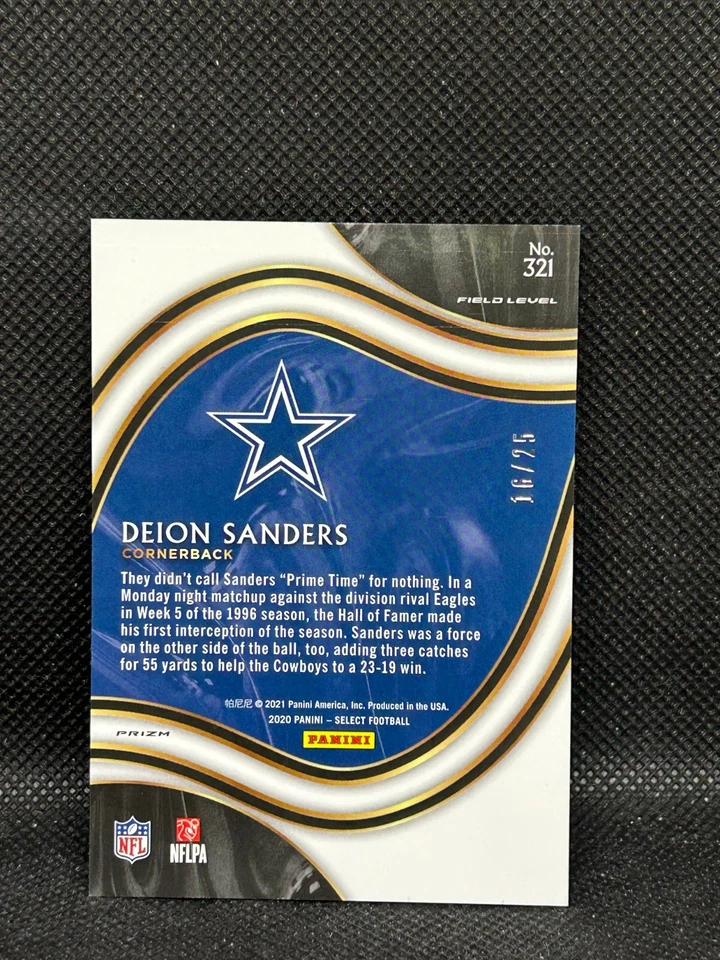 No.
321
FIELD LEVEL
16/25
DEION SANDERS
CORNERBACK
They didn't call Sanders “Prime Time” for nothing. In a
Monday night matchup against the division rival Eagles
in Week 5 of the 1996 season, the Hall of Famer made
his first interception of the season. Sanders was a force
on the other side of the ball, too, adding three catches
for 55 yards to help the Cowboys to a 23-19 win.
帕尼尼 © 2021 Panini America, Inc. Produced in the USA.
2020 PANINI – SELECT FOOTBALL
PANINI
PRIZM
NFL
NFLPA